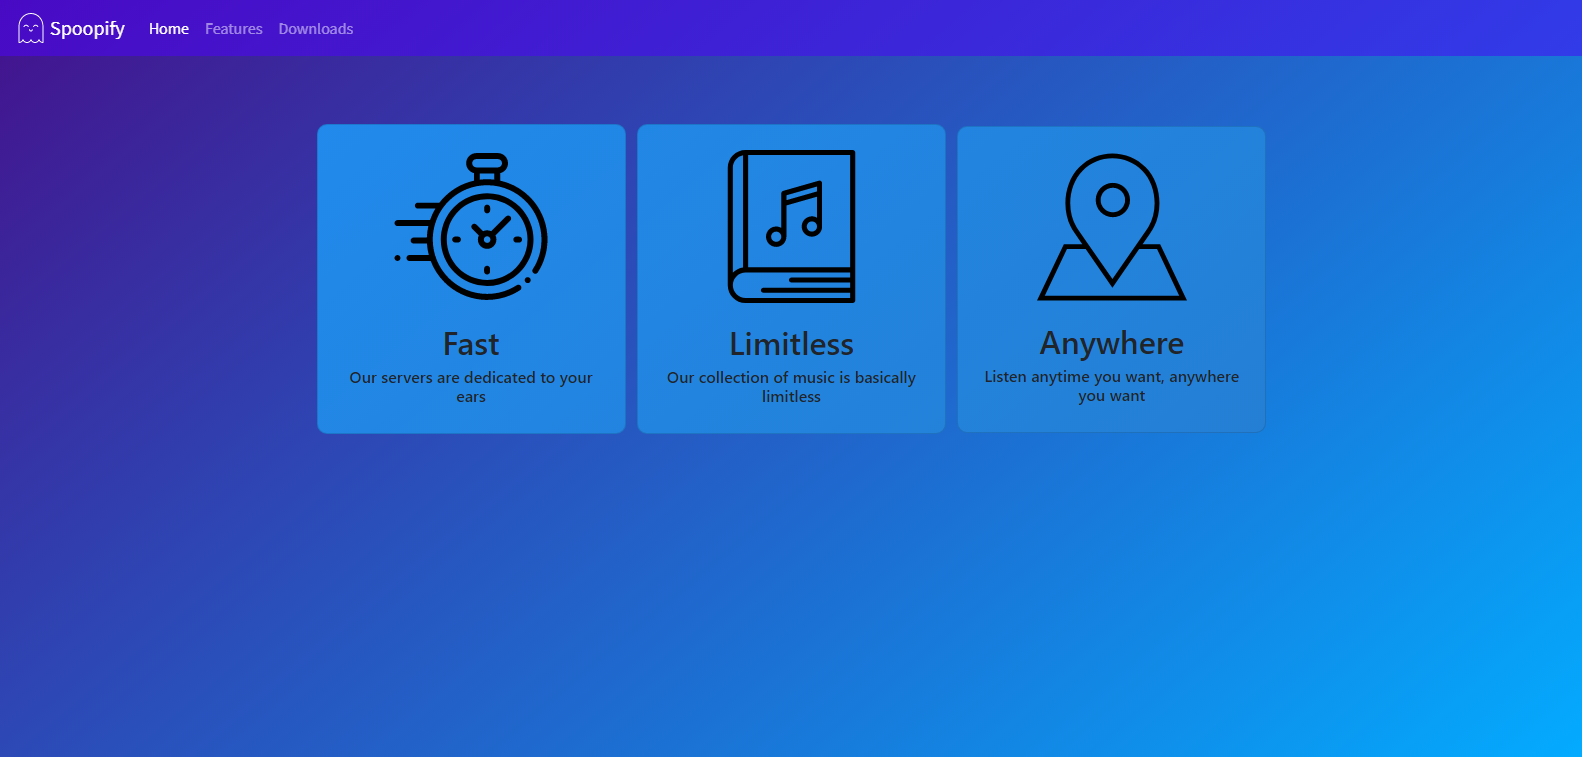 Spoopify Home Features Downloads
Fast
Our servers are dedicated to your
ears
Limitless
Our collection of music is basically
limitless
Anywhere
Listen anytime you want, anywhere
you want